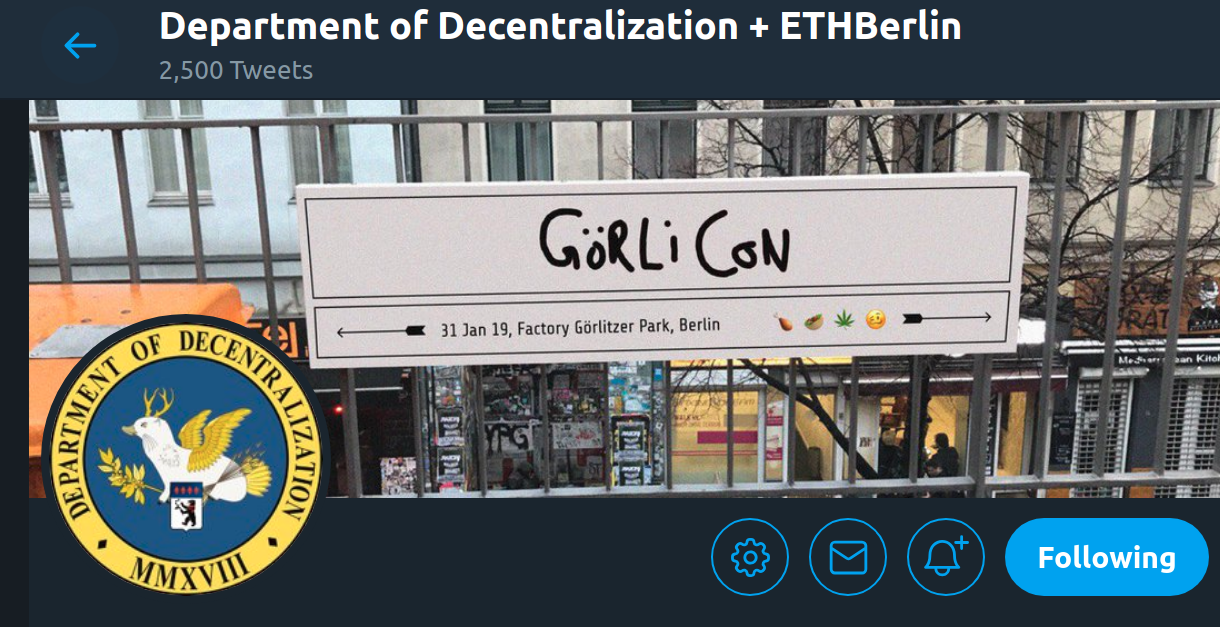 Department of Decentralization + ETHBerlin
2,500 Tweets
GöRLi CoN
31 Jan 19, Factory Görlitzer Park, Berlin
DEPARTMENT OF DECENTRALIZATION
MMXVIII
YPG
Following